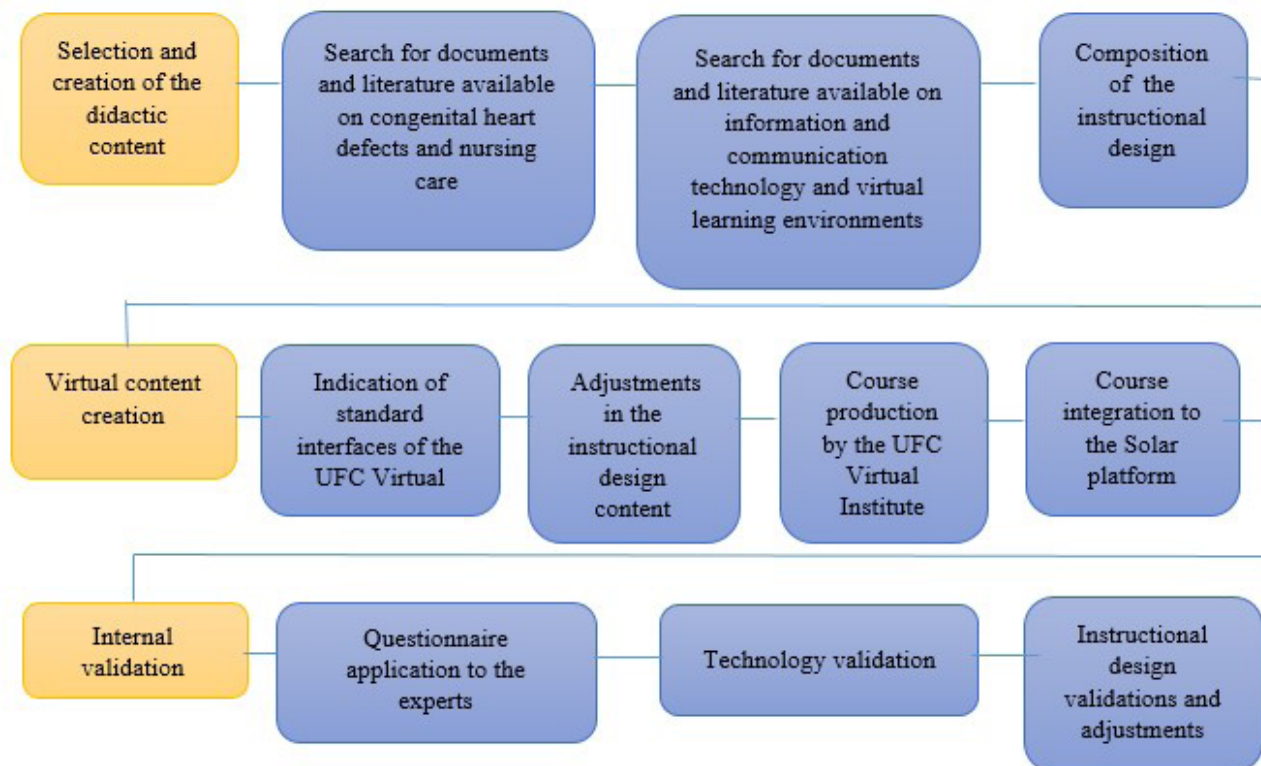 Selection and
creation of the
didactic
content
Search for documents
and literature available
on congenital heart
defects and nursing
care
Search for documents
and literature available on
information and
communication
technology and virtual
learning environments
Composition
of the
instructional
design
Virtual content
creation
Indication of
standard
interfaces of the
UFC Virtual
Adjustments
in the
instructional
design
content
Course
production
by the UFC
Virtual
Institute
Course
integration to
the Solar
platform
Internal
validation
Questionnaire
application to the
experts
Technology validation
Instructional
design
validations and
adjustments